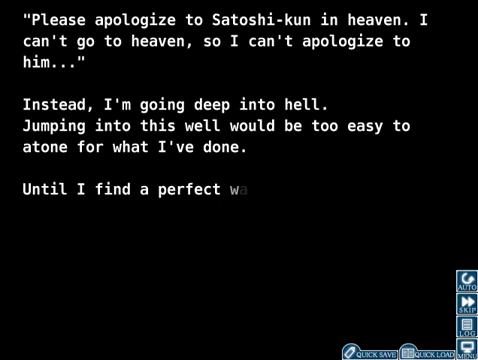 "Please apologize to Satoshi-kun in heaven. I
can't go to heaven, so I can't apologize to
him..."
Instead, I'm going deep into hell.
Jumping into this well would be too easy to
atone for what I've done.
Until I find a perfect wa
AUTO
SKIP
LOG
MENU
QUICK SAVE
QUICK LOAD